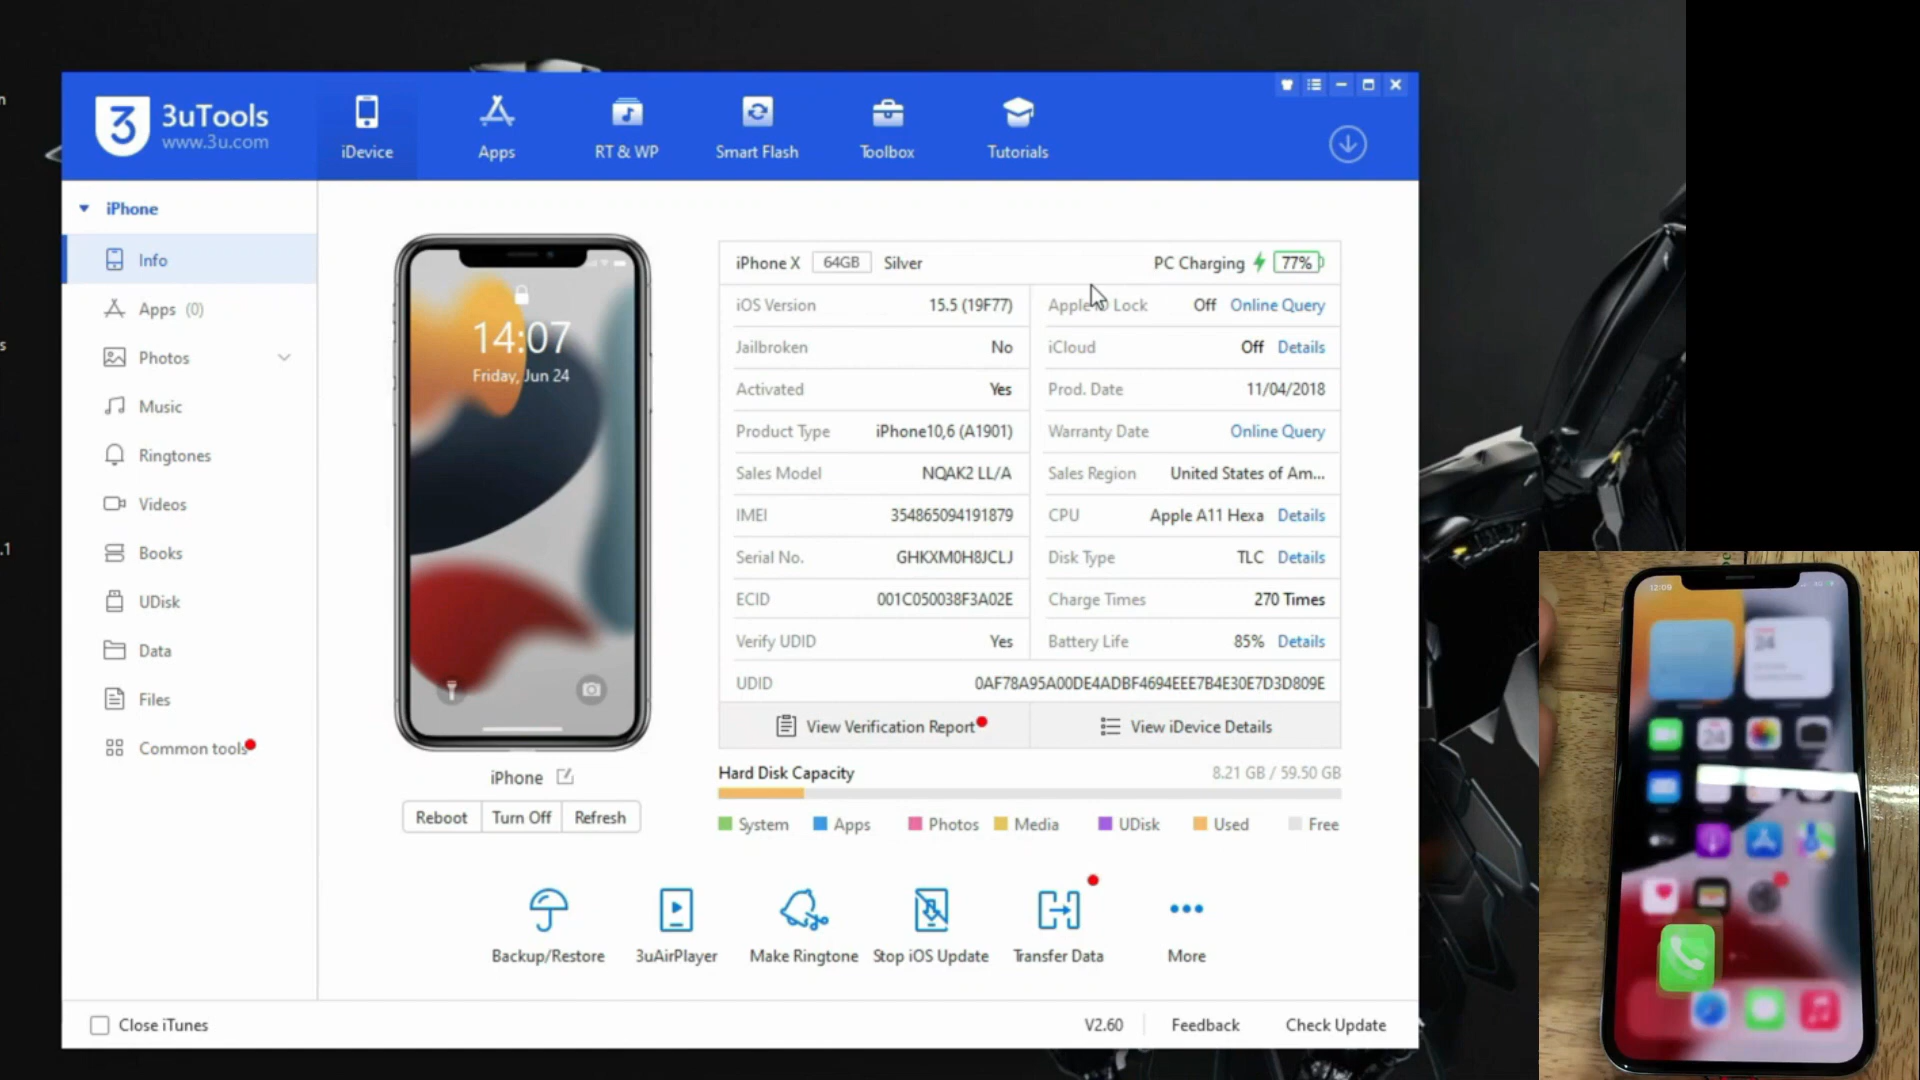 3uTools
www.3u.com
iDevice
Apps
RT & WP
Smart Flash
Toolbox
Tutorials
iPhone
Info
Apps (0)
Photos
Music
Ringtones
Videos
Books
UDisk
Data
Files
Common tools
14:07
Friday, Jun 24
iPhone
Reboot
Turn Off
Refresh
iPhone X 64GB Silver
PC Charging 77%
iOS Version 15.5 (19F77)
Apple ID Lock Off Online Query
Jailbroken No
iCloud Off Details
Activated Yes
Prod. Date 11/04/2018
Product Type iPhone10,6 (A1901)
Warranty Date Online Query
Sales Model NQAK2 LL/A
Sales Region United States of Am...
IMEI 354865094191879
CPU Apple A11 Hexa Details
Serial No. GHKXM0H8JCLJ
Disk Type TLC Details
ECID 001C050038F3A02E
Charge Times 270 Times
Verify UDID Yes
Battery Life 85% Details
UDID 0AF78A95A00DE4ADBF4694EEE7B4E30E7D3D809E
View Verification Report
View iDevice Details
Hard Disk Capacity 8.21 GB / 59.50 GB
System Apps Photos Media UDisk Used Free
Backup/Restore
3uAirPlayer
Make Ringtone
Stop iOS Update
Transfer Data
More
Close iTunes
V2.60
Feedback
Check Update
12:09
24
24